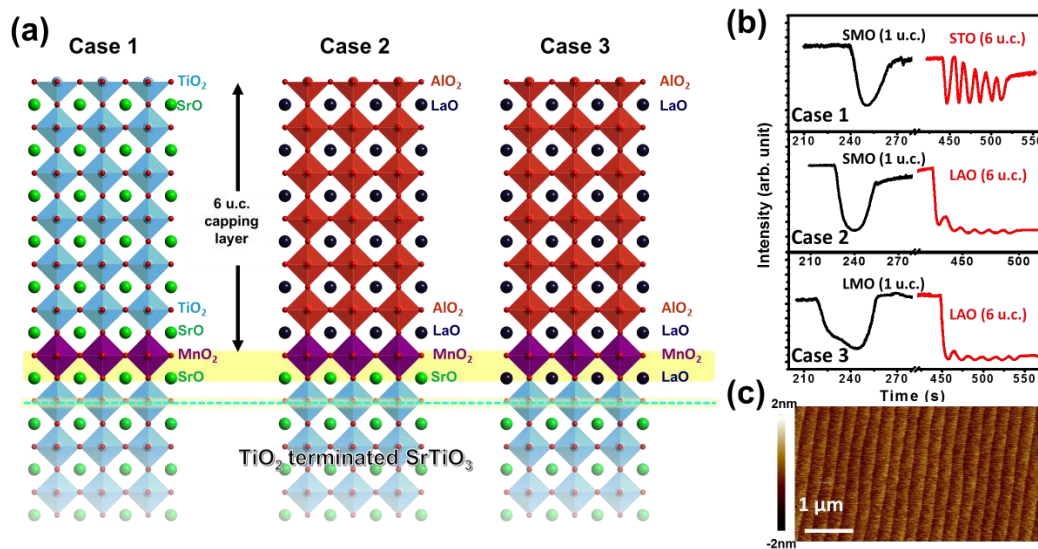 (a)
Case 1
Case 2
Case 3
TiO2
SrO
AlO2
LaO
AlO2
LaO
6 u.c.
capping
layer
TiO2
SrO
MnO2
SrO
AlO2
LaO
MnO2
SrO
AlO2
LaO
MnO2
LaO
TiO2 terminated SrTiO3
(b)
Intensity (arb. unit)
SMO (1 u.c.)
STO (6 u.c.)
Case 1
210 240 270 450 500 550
SMO (1 u.c.)
LAO (6 u.c.)
Case 2
210 240 270 450 500
LMO (1 u.c.)
LAO (6 u.c.)
Case 3
210 240 270 450 500 550
Time (s)
(c)
2nm
1 μm
-2nm